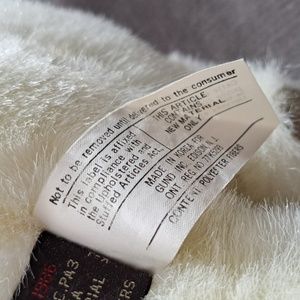 Not to be removed until delivered to the consumer
This label is affixed
in compliance with
the Upholstered and
Stuffed Articles Act.
THIS ARTICLE
CONTAINS
NEW MATERIAL
ONLY
MADE IN KOREA FOR
GUND INC. EDISON N.J.
ONT. REG. NO.
CONTENT: POLYESTER FIBERS
PA3